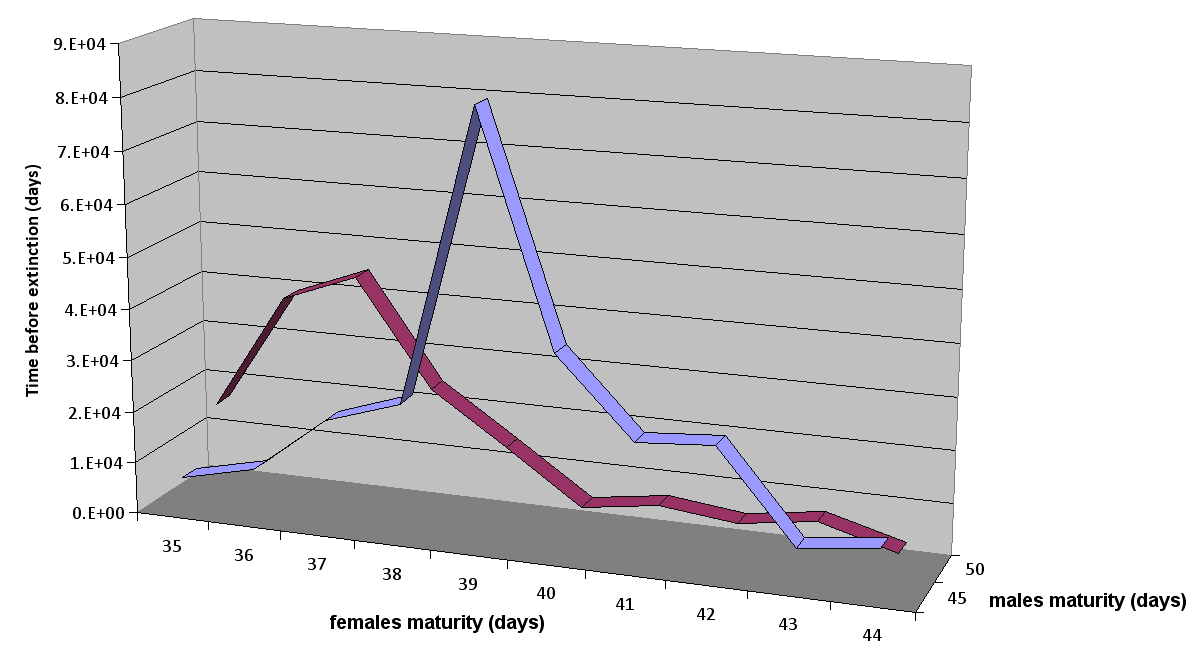 9.E+04
8.E+04
7.E+04
6.E+04
5.E+04
4.E+04
3.E+04
2.E+04
1.E+04
0.E+00
Time before extinction (days)
35
36
37
38
39
40
41
42
43
44
females maturity (days)
50
45
males maturity (days)